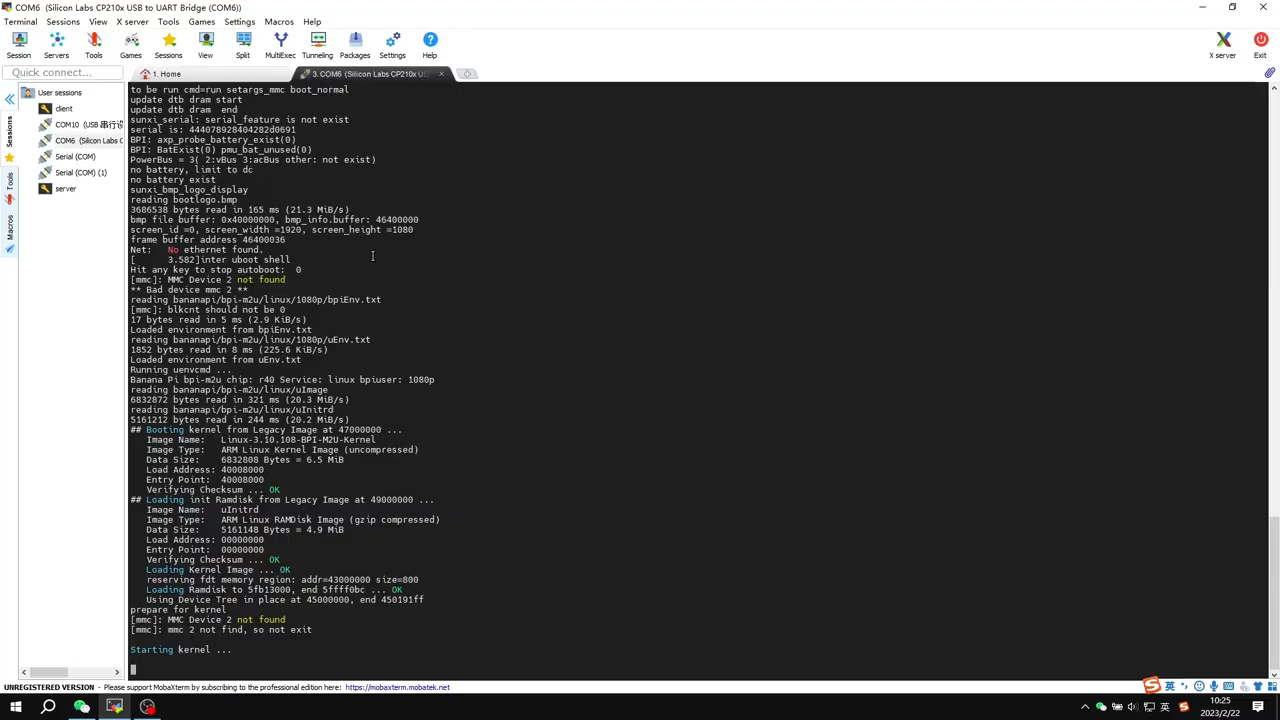 COM6  (Silicon Labs CP210x USB to UART Bridge (COM6))
Terminal Sessions View X server Tools Games Settings Macros Help
Session Servers Tools Games Sessions View Split MultiExec Tunneling Packages Settings Help X server Exit
Quick connect...
1. Home
3. COM6  (Silicon Labs CP210x US
User sessions
client
COM10  (USB 串行设
COM6  (Silicon Labs C
Serial (COM)
Serial (COM) (1)
server
Sessions
Tools
Macros
to be run cmd=run setargs_mmc boot_normal
update dtb dram start
update dtb dram  end
sunxi_serial: serial_feature is not exist
serial is: 444078928404282d0691
BPI: axp_probe_battery_exist(0)
BPI: BatExist(0) pmu_bat_unused(0)
PowerBus = 3( 2:vBus 3:acBus other: not exist)
no battery, limit to dc
no battery exist
sunxi_bmp_logo_display
reading bootlogo.bmp
3686538 bytes read in 165 ms (21.3 MiB/s)
bmp file buffer: 0x40000000, bmp_info.buffer: 46400000
screen_id =0, screen_width =1920, screen_height =1080
frame buffer address 46400036
Net:   No ethernet found.
[      3.582]inter uboot shell
Hit any key to stop autoboot:  0
[mmc]: MMC Device 2 not found
** Bad device mmc 2 **
reading bananapi/bpi-m2u/linux/1080p/bpiEnv.txt
[mmc]: blkcnt should not be 0
17 bytes read in 5 ms (2.9 KiB/s)
Loaded environment from bpiEnv.txt
reading bananapi/bpi-m2u/linux/1080p/uEnv.txt
1852 bytes read in 8 ms (225.6 KiB/s)
Loaded environment from uEnv.txt
Running uenvcmd ...
Banana Pi bpi-m2u chip: r40 Service: linux bpiuser: 1080p
reading bananapi/bpi-m2u/linux/uImage
6832872 bytes read in 321 ms (20.3 MiB/s)
reading bananapi/bpi-m2u/linux/uInitrd
5161212 bytes read in 244 ms (20.2 MiB/s)
## Booting kernel from Legacy Image at 47000000 ...
   Image Name:   Linux-3.10.108-BPI-M2U-Kernel
   Image Type:   ARM Linux Kernel Image (uncompressed)
   Data Size:    6832808 Bytes = 6.5 MiB
   Load Address: 40008000
   Entry Point:  40008000
   Verifying Checksum ... OK
## Loading init Ramdisk from Legacy Image at 49000000 ...
   Image Name:   uInitrd
   Image Type:   ARM Linux RAMDisk Image (gzip compressed)
   Data Size:    5161148 Bytes = 4.9 MiB
   Load Address: 00000000
   Entry Point:  00000000
   Verifying Checksum ... OK
   Loading Kernel Image ... OK
   reserving fdt memory region: addr=43000000 size=800
   Loading Ramdisk to 5fb13000, end 5ffff0bc ... OK
   Using Device Tree in place at 45000000, end 450191ff
prepare for kernel
[mmc]: MMC Device 2 not found
[mmc]: mmc 2 not find, so not exit
Starting kernel ...
UNREGISTERED VERSION - Please support MobaXterm by subscribing to the professional edition here: https://mobaxterm.mobatek.net
英
英
10:25
2023/2/22